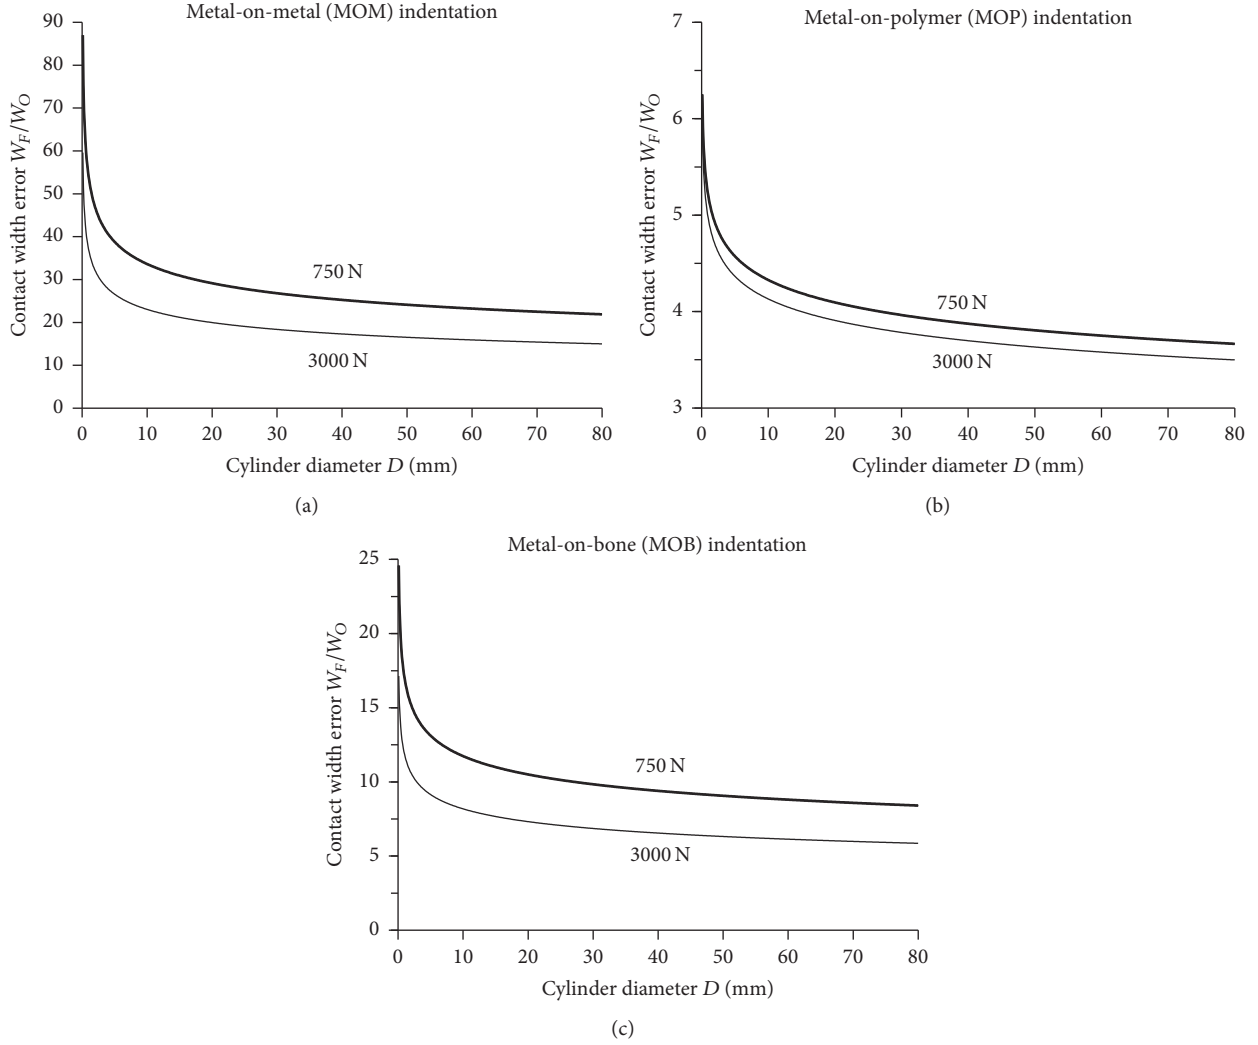 Metal-on-metal (MOM) indentation
Contact width error W_F/W_O
90
80
70
60
50
40
30
20
10
0
750 N
3000 N
0 10 20 30 40 50 60 70 80
Cylinder diameter D (mm)
(a)
Metal-on-polymer (MOP) indentation
Contact width error W_F/W_O
7
6
5
4
3
750 N
3000 N
0 10 20 30 40 50 60 70 80
Cylinder diameter D (mm)
(b)
Metal-on-bone (MOB) indentation
Contact width error W_F/W_O
25
20
15
10
5
0
750 N
3000 N
0 10 20 30 40 50 60 70 80
Cylinder diameter D (mm)
(c)